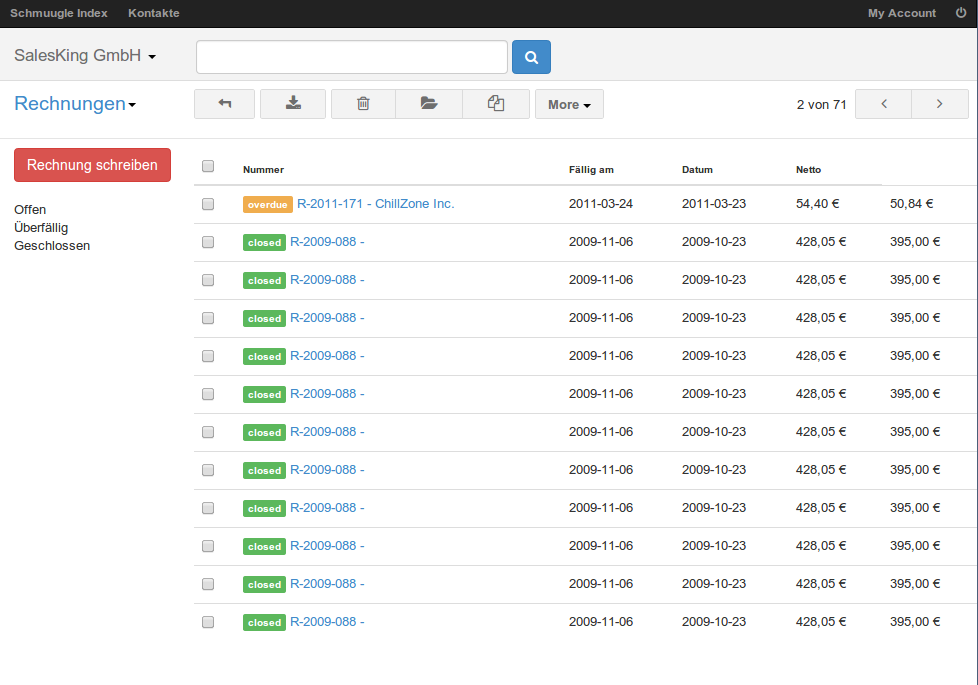 Schmuugle Index Kontakte My Account
SalesKing GmbH
Rechnungen More 2 von 71
Rechnung schreiben
Offen
Überfällig
Geschlossen
Nummer Fällig am Datum Netto
overdue R-2011-171 - ChillZone Inc. 2011-03-24 2011-03-23 54,40 € 50,84 €
closed R-2009-088 - 2009-11-06 2009-10-23 428,05 € 395,00 €
closed R-2009-088 - 2009-11-06 2009-10-23 428,05 € 395,00 €
closed R-2009-088 - 2009-11-06 2009-10-23 428,05 € 395,00 €
closed R-2009-088 - 2009-11-06 2009-10-23 428,05 € 395,00 €
closed R-2009-088 - 2009-11-06 2009-10-23 428,05 € 395,00 €
closed R-2009-088 - 2009-11-06 2009-10-23 428,05 € 395,00 €
closed R-2009-088 - 2009-11-06 2009-10-23 428,05 € 395,00 €
closed R-2009-088 - 2009-11-06 2009-10-23 428,05 € 395,00 €
closed R-2009-088 - 2009-11-06 2009-10-23 428,05 € 395,00 €
closed R-2009-088 - 2009-11-06 2009-10-23 428,05 € 395,00 €
closed R-2009-088 - 2009-11-06 2009-10-23 428,05 € 395,00 €